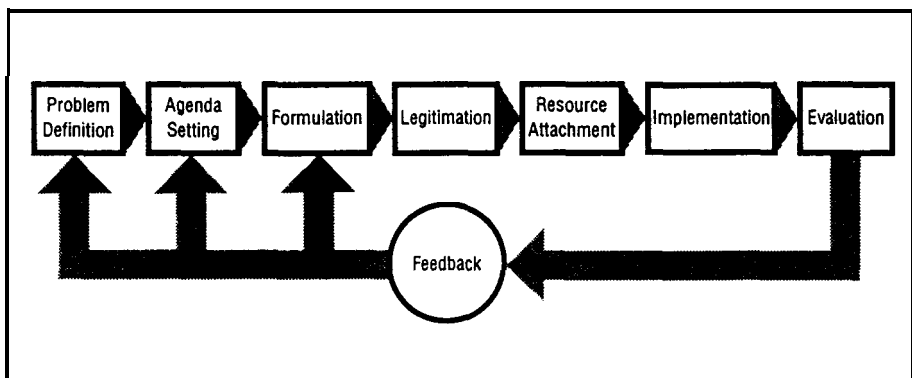 Problem
Definition
Agenda
Setting
Formulation
Legitimation
Resource
Attachment
Implementation
Evaluation
Feedback